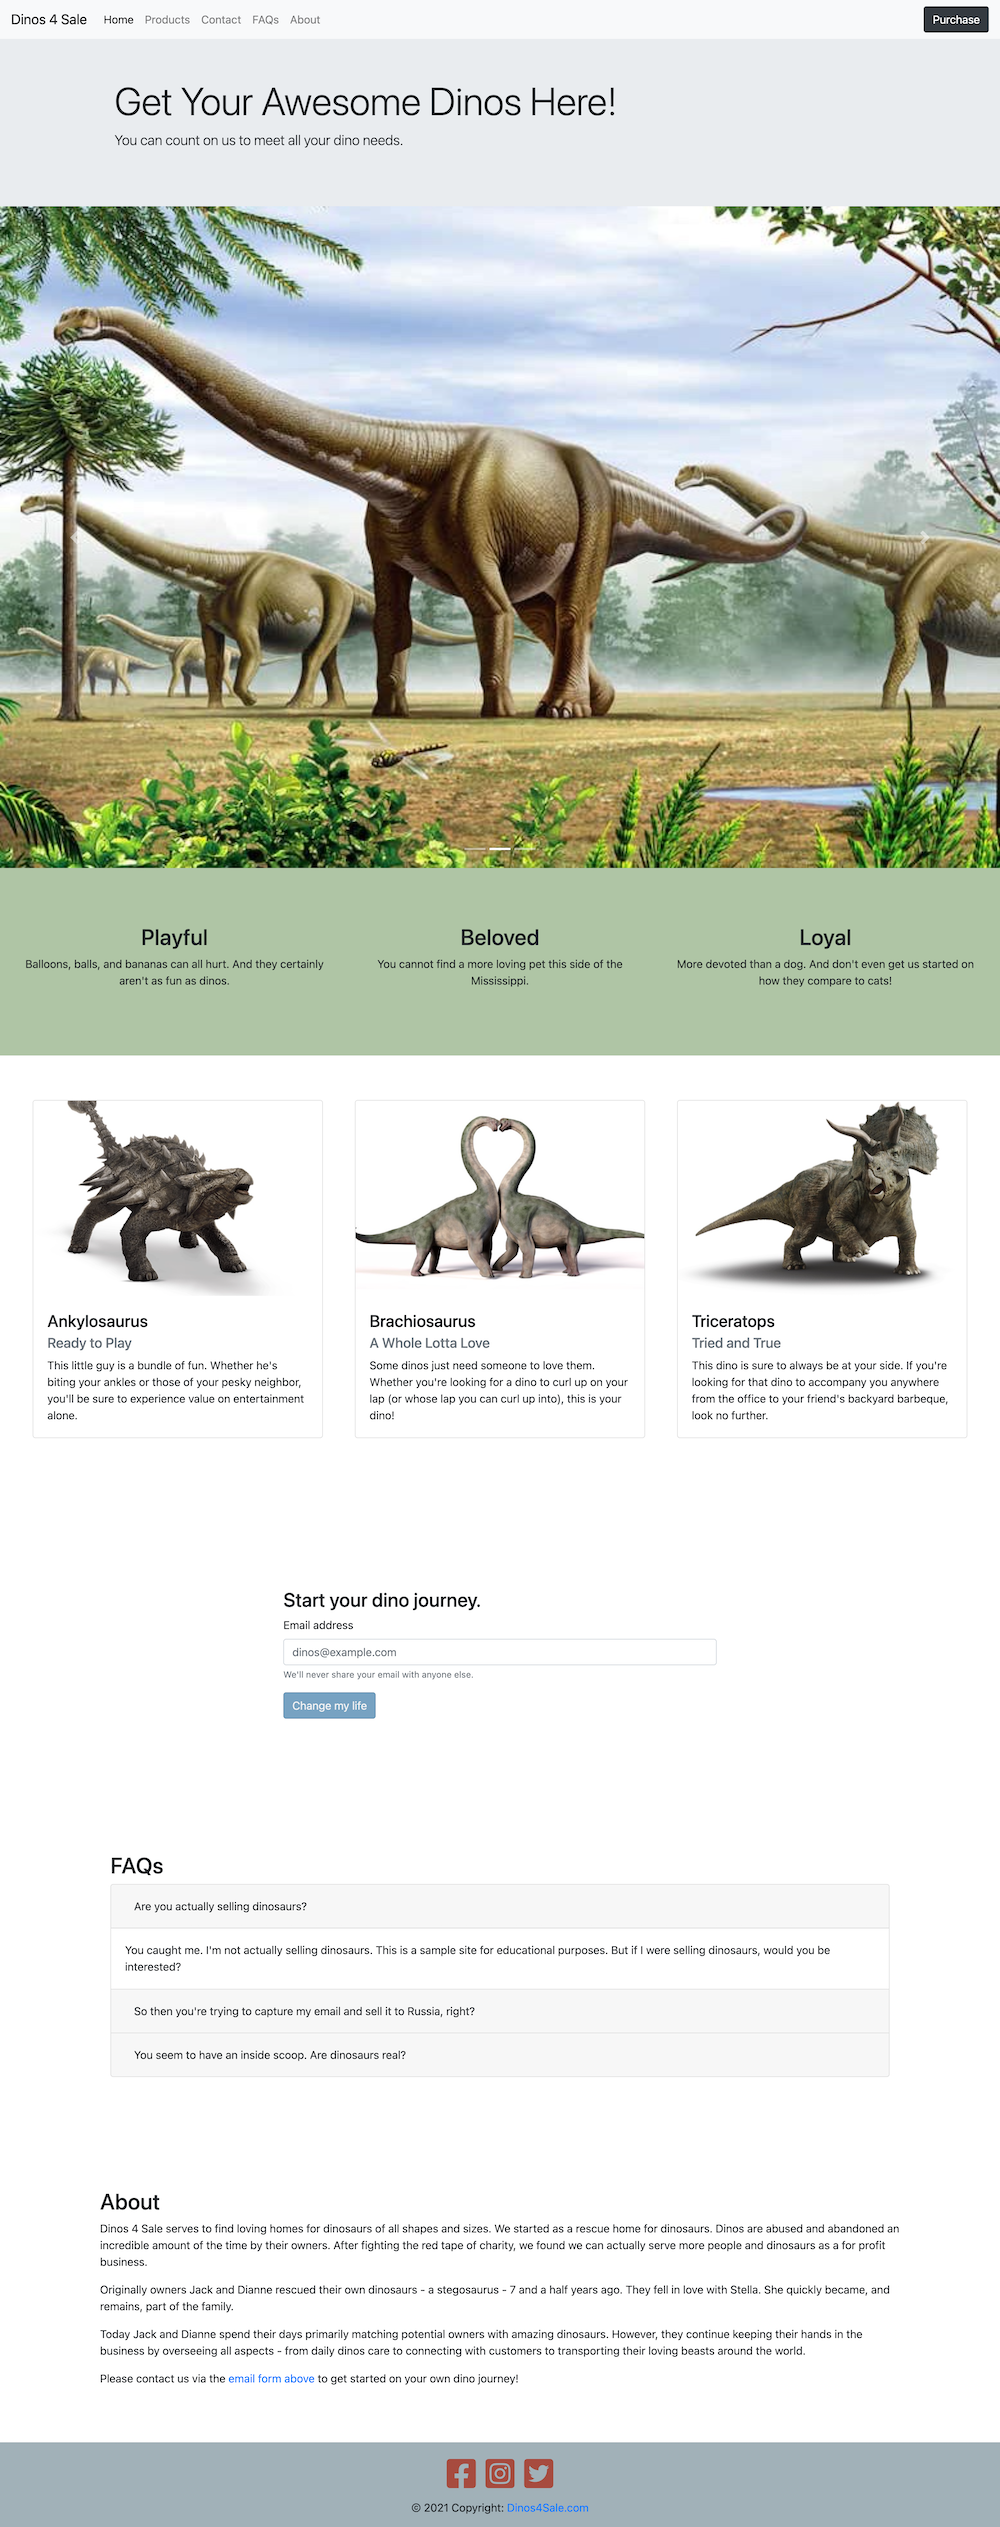 Dinos 4 Sale Home Products Contact FAQs About Purchase
Get Your Awesome Dinos Here!
You can count on us to meet all your dino needs.
Playful
Balloons, balls, and bananas can all hurt. And they certainly
aren't as fun as dinos.
Beloved
You cannot find a more loving pet this side of the
Mississippi.
Loyal
More devoted than a dog. And don't even get us started on
how they compare to cats!
Ankylosaurus
Ready to Play
This little guy is a bundle of fun. Whether he's
biting your ankles or those of your pesky neighbor,
you'll be sure to experience value on entertainment
alone.
Brachiosaurus
A Whole Lotta Love
Some dinos just need someone to love them.
Whether you're looking for a dino to curl up on your
lap (or whose lap you can curl up into), this is your
dino!
Triceratops
Tried and True
This dino is sure to always be at your side. If you're
looking for that dino to accompany you anywhere
from the office to your friend's backyard barbeque,
look no further.
Start your dino journey.
Email address
dinos@example.com
We'll never share your email with anyone else.
Change my life
FAQs
Are you actually selling dinosaurs?
You caught me. I'm not actually selling dinosaurs. This is a sample site for educational purposes. But if I were selling dinosaurs, would you be
interested?
So then you're trying to capture my email and sell it to Russia, right?
You seem to have an inside scoop. Are dinosaurs real?
About
Dinos 4 Sale serves to find loving homes for dinosaurs of all shapes and sizes. We started as a rescue home for dinosaurs. Dinos are abused and abandoned an
incredible amount of the time by their owners. After fighting the red tape of charity, we found we can actually serve more people and dinosaurs as a for profit
business.
Originally owners Jack and Dianne rescued their own dinosaurs - a stegosaurus - 7 and a half years ago. They fell in love with Stella. She quickly became, and
remains, part of the family.
Today Jack and Dianne spend their days primarily matching potential owners with amazing dinosaurs. However, they continue keeping their hands in the
business by overseeing all aspects - from daily dinos care to connecting with customers to transporting their loving beasts around the world.
Please contact us via the email form above to get started on your own dino journey!
© 2021 Copyright: Dinos4Sale.com